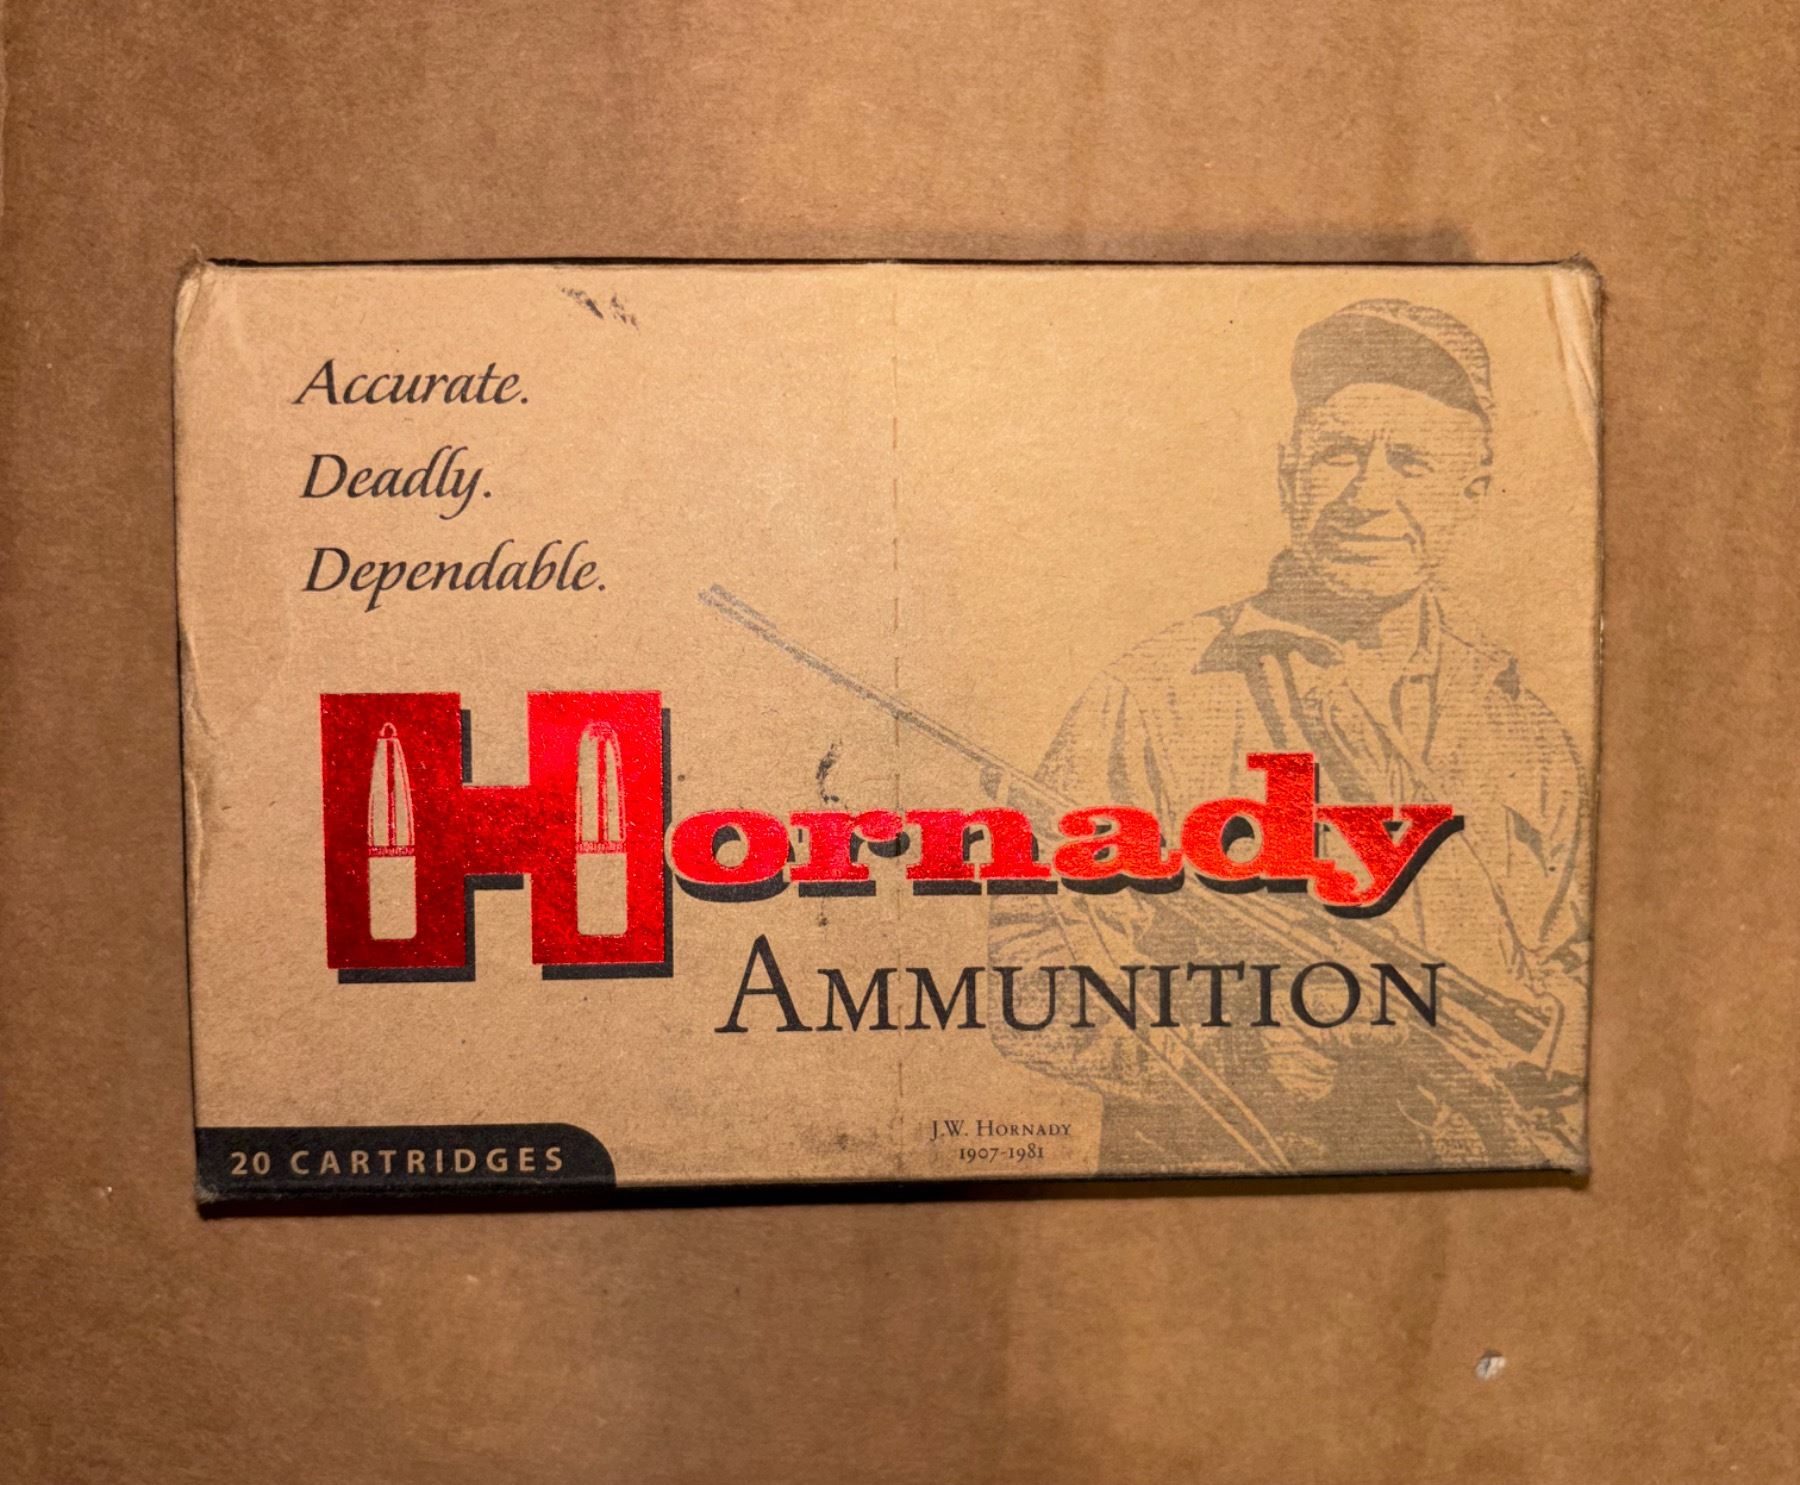 Accurate.
Deadly.
Dependable.
Hornady
AMMUNITION
J.W. HORNADY
1907-1981
20 CARTRIDGES